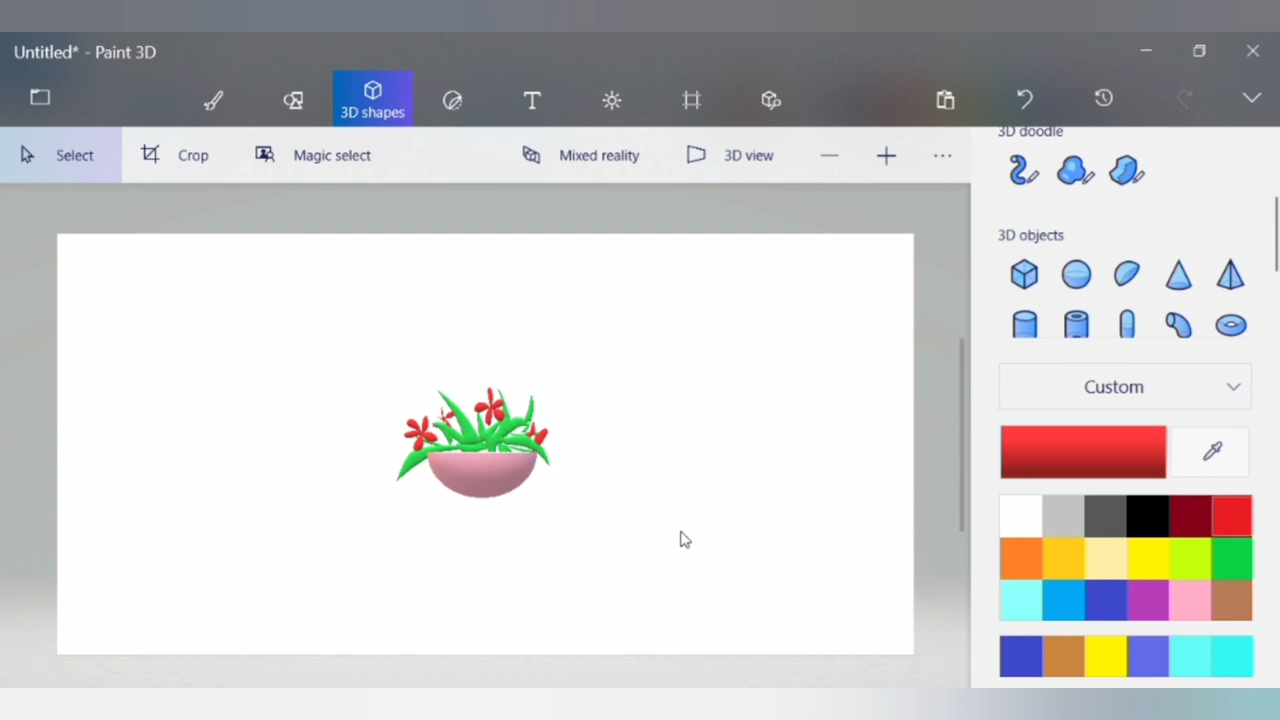 Untitled* - Paint 3D
3D shapes
Select
Crop
Magic select
Mixed reality
3D view
3D doodle
3D objects
Custom